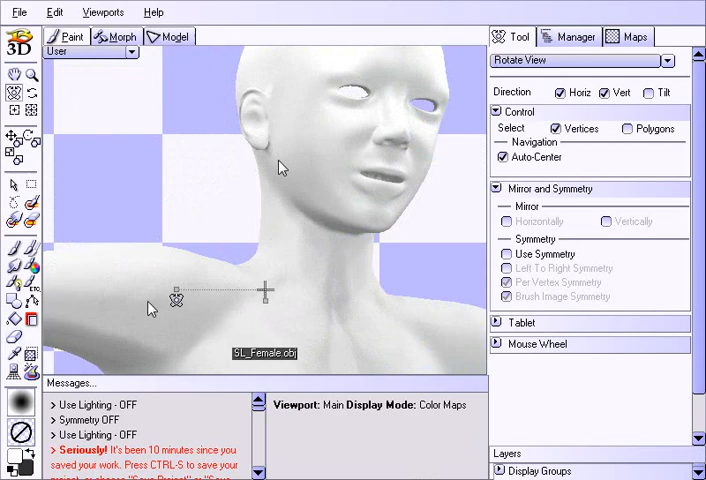 File Edit Viewports Help
3D Paint Morph Model
Tool Manager Maps
User
Rotate View
Direction Horiz Vert Tilt
Control
Select Vertices Polygons
Navigation
Auto-Center
Mirror and Symmetry
Mirror
Horizontally Vertically
Symmetry
Use Symmetry
Left To Right Symmetry
Per Vertex Symmetry
Brush Image Symmetry
Tablet
Mouse Wheel
ETC
SL_Female.obj
Messages...
> Use Lighting - OFF
> Symmetry OFF
> Use Lighting - OFF
> Seriously! It's been 10 minutes since you
saved your work. Press CTRL-S to save your
Viewport: Main Display Mode: Color Maps
Layers
Display Groups